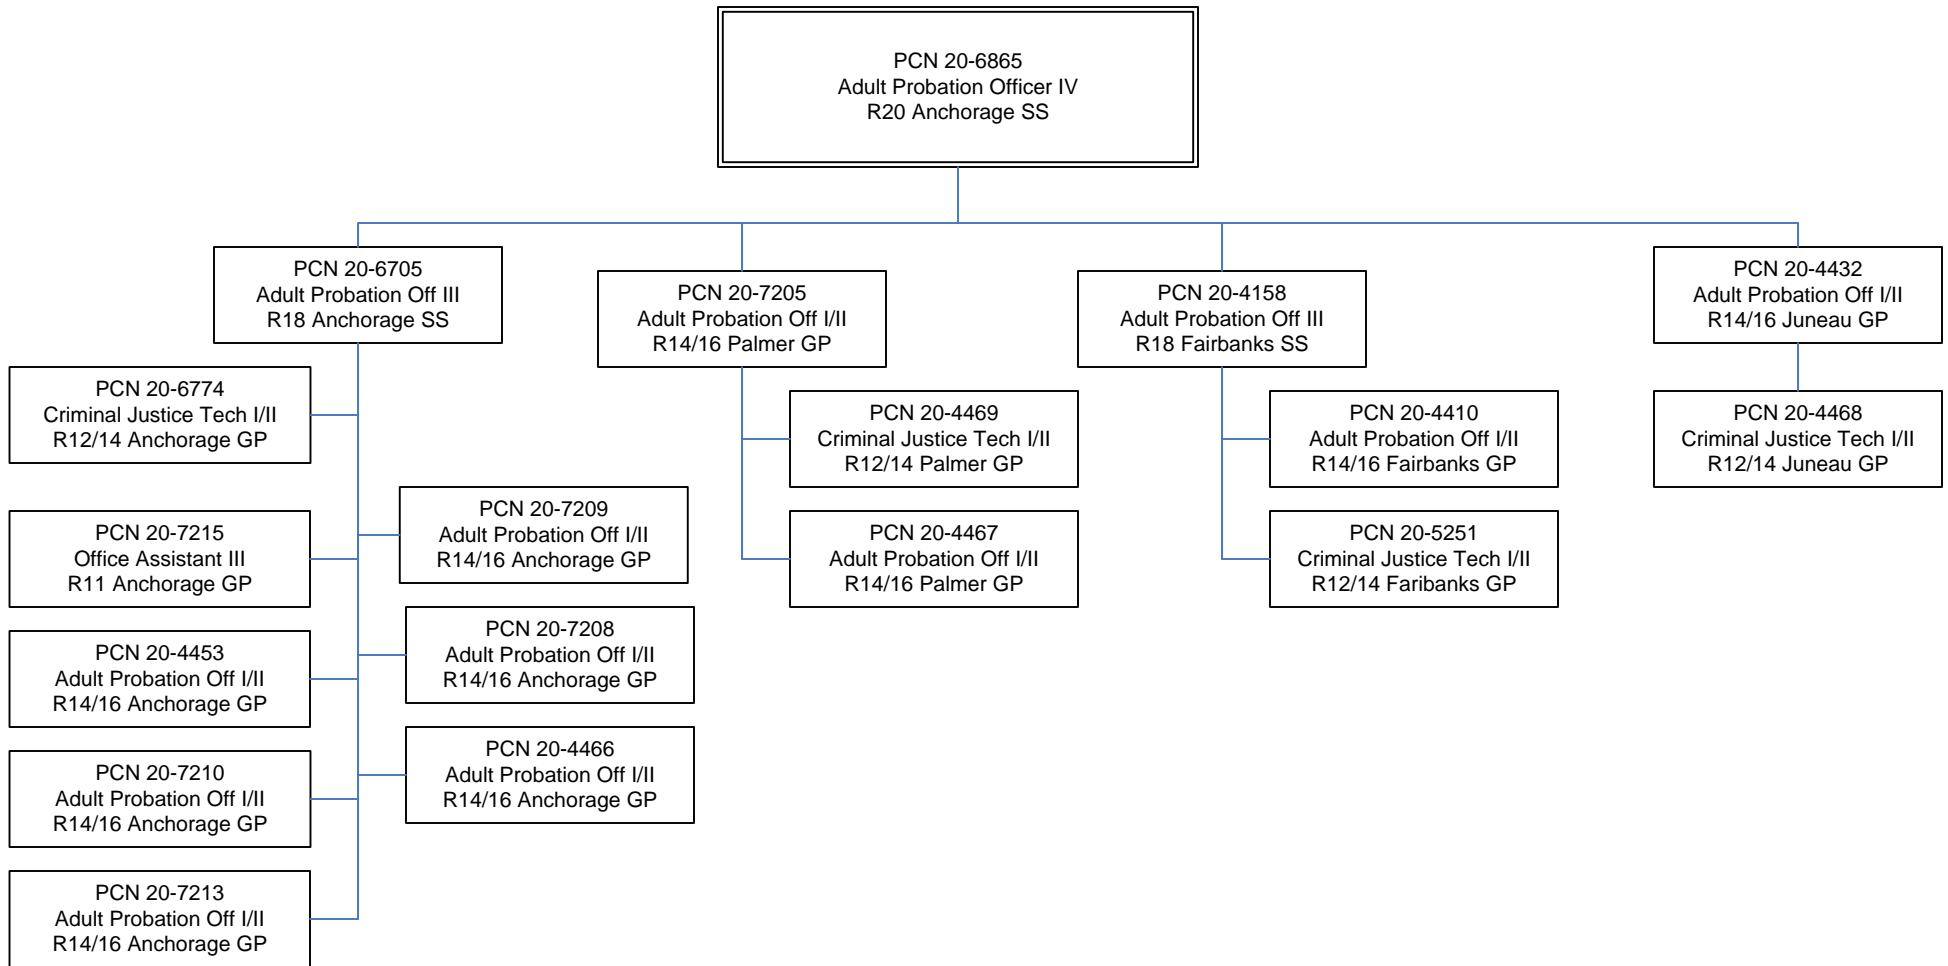 PCN 20-6865
Adult Probation Officer IV
R20 Anchorage SS
PCN 20-6705
Adult Probation Off III
R18 Anchorage SS
PCN 20-7205
Adult Probation Off I/II
R14/16 Palmer GP
PCN 20-4158
Adult Probation Off III
R18 Fairbanks SS
PCN 20-4432
Adult Probation Off I/II
R14/16 Juneau GP
PCN 20-6774
Criminal Justice Tech I/II
R12/14 Anchorage GP
PCN 20-7215
Office Assistant III
R11 Anchorage GP
PCN 20-4453
Adult Probation Off I/II
R14/16 Anchorage GP
PCN 20-7210
Adult Probation Off I/II
R14/16 Anchorage GP
PCN 20-7213
Adult Probation Off I/II
R14/16 Anchorage GP
PCN 20-7209
Adult Probation Off I/II
R14/16 Anchorage GP
PCN 20-7208
Adult Probation Off I/II
R14/16 Anchorage GP
PCN 20-4466
Adult Probation Off I/II
R14/16 Anchorage GP
PCN 20-4469
Criminal Justice Tech I/II
R12/14 Palmer GP
PCN 20-4467
Adult Probation Off I/II
R14/16 Palmer GP
PCN 20-4410
Adult Probation Off I/II
R14/16 Fairbanks GP
PCN 20-5251
Criminal Justice Tech I/II
R12/14 Faribanks GP
PCN 20-4468
Criminal Justice Tech I/II
R12/14 Juneau GP